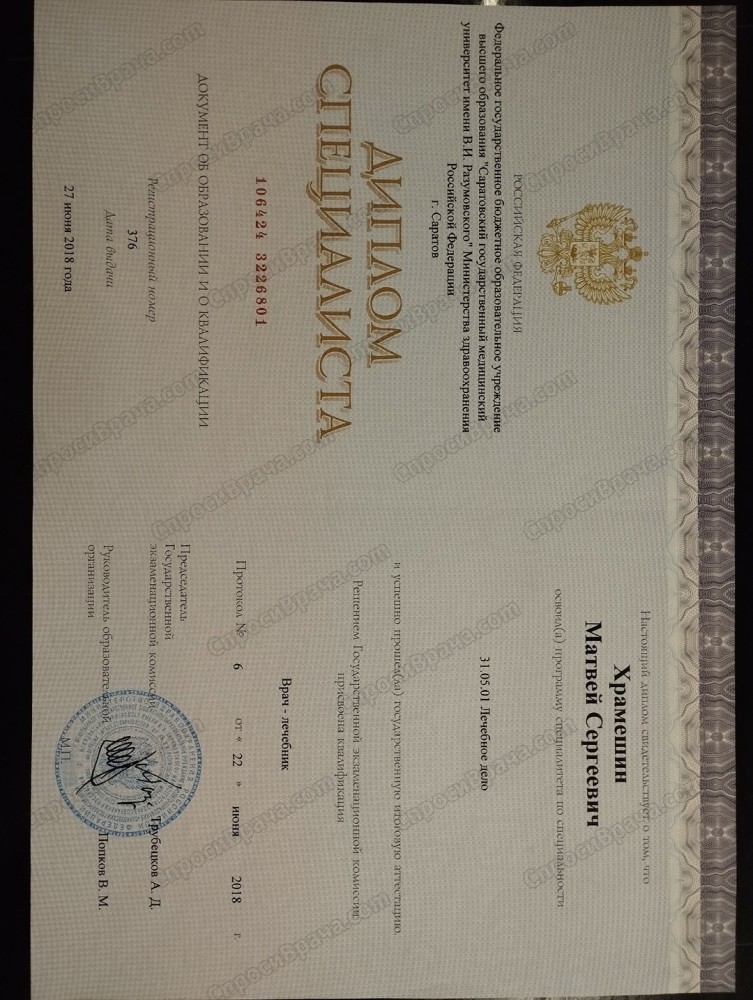 РОССИЙСКАЯ ФЕДЕРАЦИЯ
Федеральное государственное бюджетное образовательное учреждение
высшего образования "Саратовский государственный медицинский
университет имени В.И. Разумовского" Министерства здравоохранения
Российской Федерации
г. Саратов
ДИПЛОМ
СПЕЦИАЛИСТА
106424 3226801
ДОКУМЕНТ ОБ ОБРАЗОВАНИИ И О КВАЛИФИКАЦИИ
Регистрационный номер
376
Дата выдачи
27 июня 2018 года
Настоящий диплом свидетельствует о том, что
Храмешин
Матвей Сергеевич
освоил(а) программу специалитета по специальности
31.05.01 Лечебное дело
и успешно прошел(ла) государственную итоговую аттестацию.
Решением Государственной экзаменационной комиссии
присвоена квалификация
Врач - лечебник
Протокол № 6 от « 22 » июня 2018 г.
Председатель
Государственной
экзаменационной комиссии Трубецков А. Д.
Руководитель образовательной
организации Попков В. М.
М.П.
СпросиВрача.com